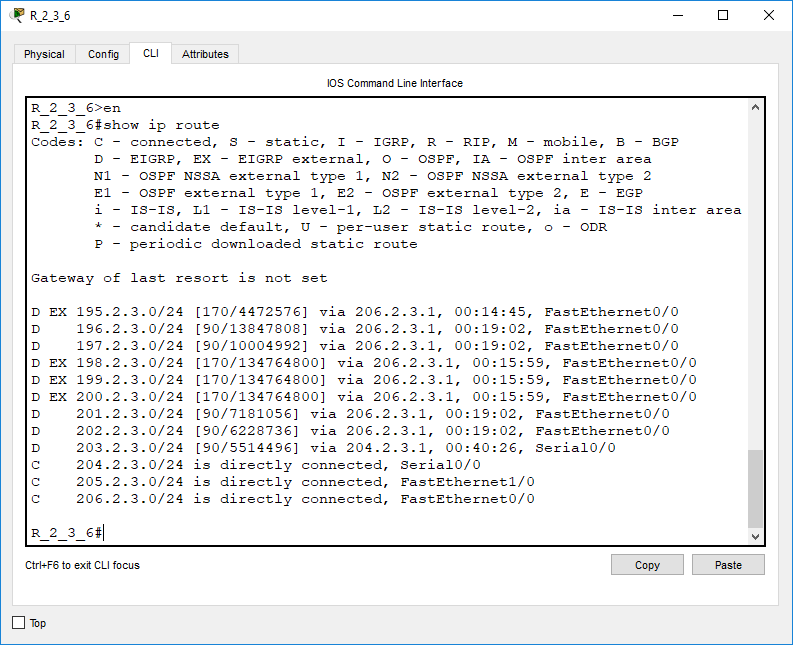 R_2_3_6
Physical Config CLI Attributes
IOS Command Line Interface
R_2_3_6>en
R_2_3_6#show ip route
Codes: C - connected, S - static, I - IGRP, R - RIP, M - mobile, B - BGP
       D - EIGRP, EX - EIGRP external, O - OSPF, IA - OSPF inter area
       N1 - OSPF NSSA external type 1, N2 - OSPF NSSA external type 2
       E1 - OSPF external type 1, E2 - OSPF external type 2, E - EGP
       i - IS-IS, L1 - IS-IS level-1, L2 - IS-IS level-2, ia - IS-IS inter area
       * - candidate default, U - per-user static route, o - ODR
       P - periodic downloaded static route
Gateway of last resort is not set
D EX 195.2.3.0/24 [170/4472576] via 206.2.3.1, 00:14:45, FastEthernet0/0
D    196.2.3.0/24 [90/13847808] via 206.2.3.1, 00:19:02, FastEthernet0/0
D    197.2.3.0/24 [90/10004992] via 206.2.3.1, 00:19:02, FastEthernet0/0
D EX 198.2.3.0/24 [170/134764800] via 206.2.3.1, 00:15:59, FastEthernet0/0
D EX 199.2.3.0/24 [170/134764800] via 206.2.3.1, 00:15:59, FastEthernet0/0
D EX 200.2.3.0/24 [170/134764800] via 206.2.3.1, 00:15:59, FastEthernet0/0
D    201.2.3.0/24 [90/7181056] via 206.2.3.1, 00:19:02, FastEthernet0/0
D    202.2.3.0/24 [90/6228736] via 206.2.3.1, 00:19:02, FastEthernet0/0
D    203.2.3.0/24 [90/5514496] via 204.2.3.1, 00:40:26, Serial0/0
C    204.2.3.0/24 is directly connected, Serial0/0
C    205.2.3.0/24 is directly connected, FastEthernet1/0
C    206.2.3.0/24 is directly connected, FastEthernet0/0
R_2_3_6#
Ctrl+F6 to exit CLI focus
Copy Paste
Top